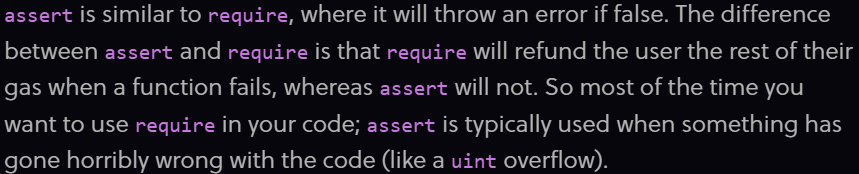 assert is similar to require, where it will throw an error if false. The difference
between assert and require is that require will refund the user the rest of their
gas when a function fails, whereas assert will not. So most of the time you
want to use require in your code; assert is typically used when something has
gone horribly wrong with the code (like a uint overflow).